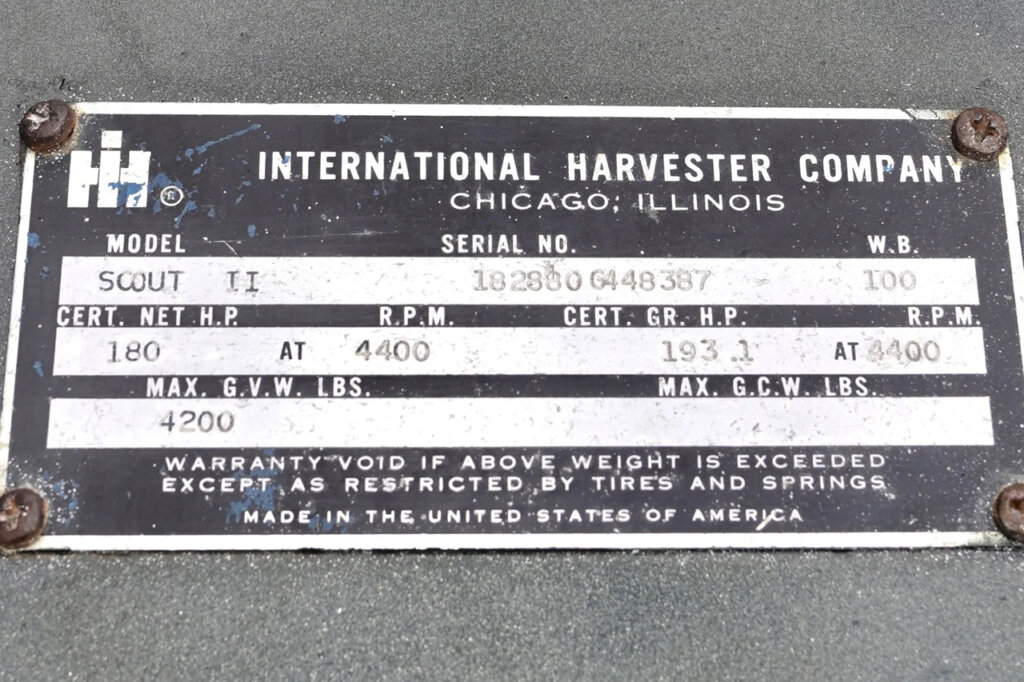 IH ®
INTERNATIONAL HARVESTER COMPANY
CHICAGO, ILLINOIS
MODEL SERIAL NO. W.B.
SCOUT II 182880G448387 100
CERT. NET H.P. R.P.M. CERT. GR. H.P. R.P.M.
180 AT 4400 193.1 AT 4400
MAX. G.V.W. LBS. MAX. G.C.W. LBS.
4200
WARRANTY VOID IF ABOVE WEIGHT IS EXCEEDED
EXCEPT AS RESTRICTED BY TIRES AND SPRINGS
MADE IN THE UNITED STATES OF AMERICA